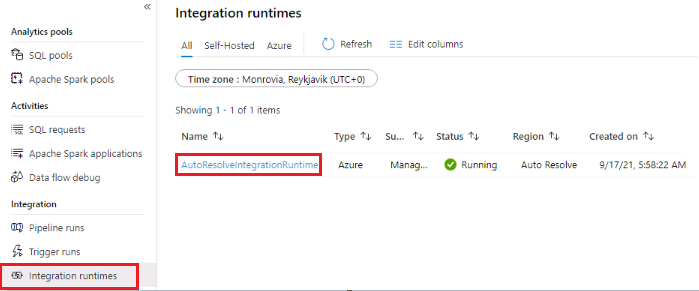 «
Analytics pools
SQL pools
Apache Spark pools
Activities
SQL requests
Apache Spark applications
Data flow debug
Integration
Pipeline runs
Trigger runs
Integration runtimes
Integration runtimes
All Self-Hosted Azure Refresh Edit columns
Time zone : Monrovia, Reykjavik (UTC+0)
Showing 1 - 1 of 1 items
Name ↑↓ Type ↑↓ Su... ↑↓ Status ↑↓ Region ↑↓ Created on ↑↓
AutoResolveIntegrationRuntime Azure Manag... Running Auto Resolve 9/17/21, 5:58:22 AM